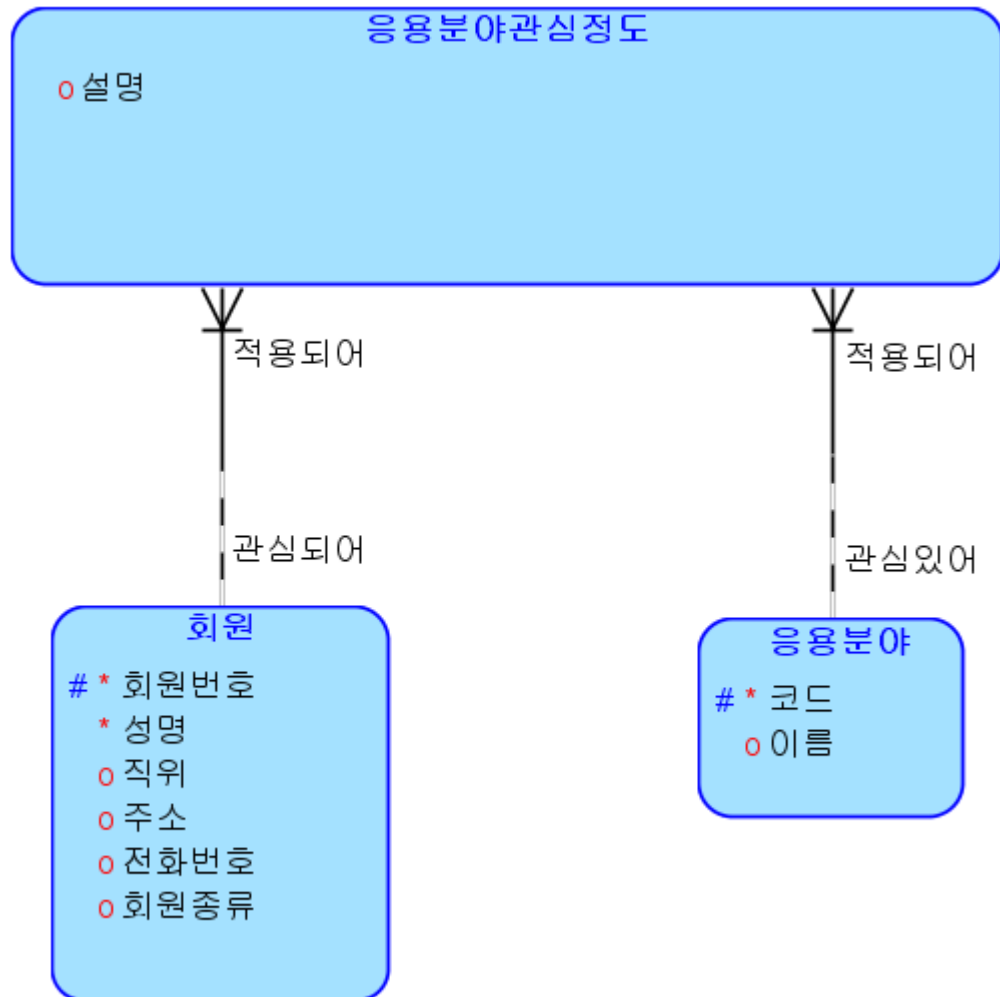 응용분야관심정도
o 설명
적용되어
적용되어
관심되어
관심있어
회원
# * 회원번호
* 성명
o 직위
o 주소
o 전화번호
o 회원종류
응용분야
# * 코드
o 이름